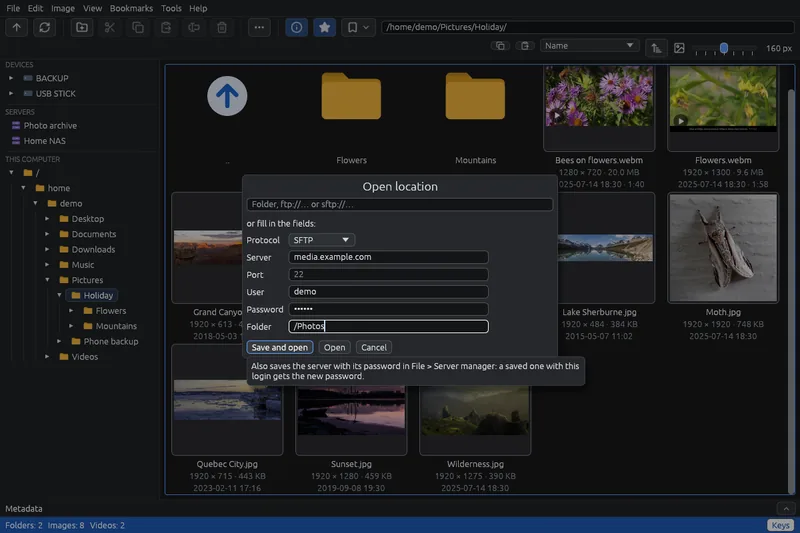 File Edit Image View Bookmarks Tools Help
/home/demo/Pictures/Holiday/
Name
160 px
DEVICES
BACKUP
USB STICK
SERVERS
Photo archive
Home NAS
THIS COMPUTER
/
home
demo
Desktop
Documents
Downloads
Music
Pictures
Holiday
Flowers
Mountains
Phone backup
Videos
..
Flowers
Mountains
Bees on flowers.webm
1280 × 720 · 20.0 MB
2025-07-14 18:30 · 1:40
Flowers.webm
1920 × 1300 · 9.6 MB
2025-07-14 18:30 · 1:58
Open location
Folder, ftp://… or sftp://…
or fill in the fields:
Protocol SFTP
Server media.example.com
Port 22
User demo
Password ••••••
Folder /Photos
Save and open Open Cancel
Also saves the server with its password in File > Server manager: a saved one with this
login gets the new password.
Grand Canyo
1920 × 613 ·
2018-05-03 1
Lake Sherburne.jpg
1920 × 484 · 384 KB
2015-05-07 11:02
Moth.jpg
1920 × 1920 · 748 KB
2025-07-14 18:30
Quebec City.jpg
1920 × 715 · 443 KB
2023-02-11 17:16
Sunset.jpg
1920 × 1280 · 459 KB
2019-09-08 19:30
Wilderness.jpg
1920 × 1275 · 390 KB
2025-07-14 18:30
Metadata
Folders: 2 Images: 8 Videos: 2
Keys